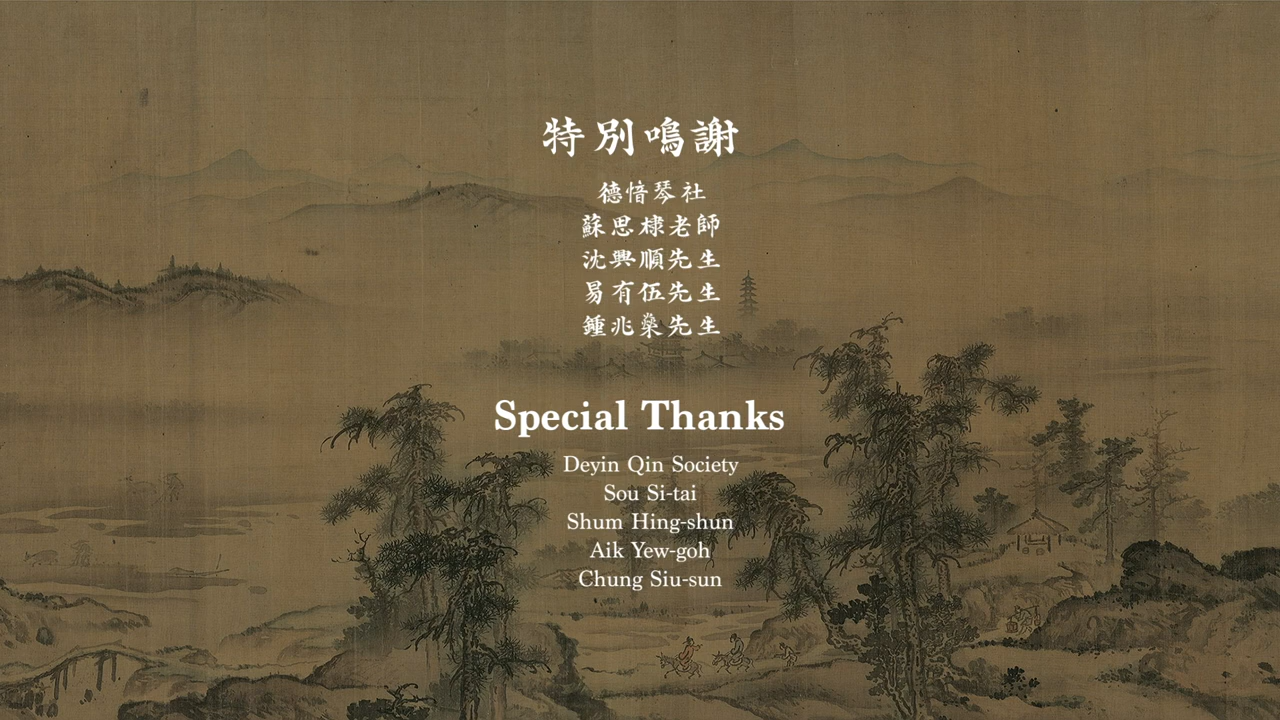 特別鳴謝
德愔琴社
蘇思棣老師
沈興順先生
易有伍先生
鍾兆燊先生
Special Thanks
Deyin Qin Society
Sou Si-tai
Shum Hing-shun
Aik Yew-goh
Chung Siu-sun